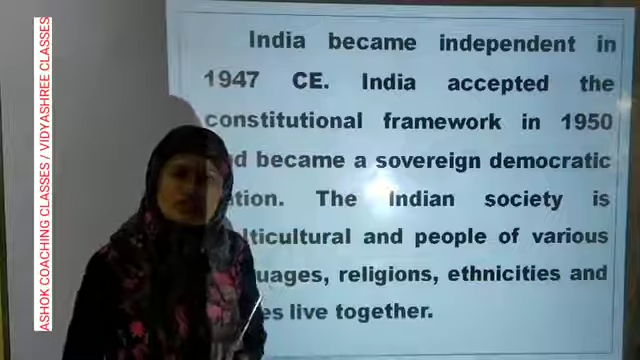 ASHOK COACHING CLASSES / VIDYASHREE CLASSES
India became independent in
1947 CE. India accepted the
constitutional framework in 1950
became a sovereign democratic
The Indian society is
and people of various
religions, ethnicities and
live together.